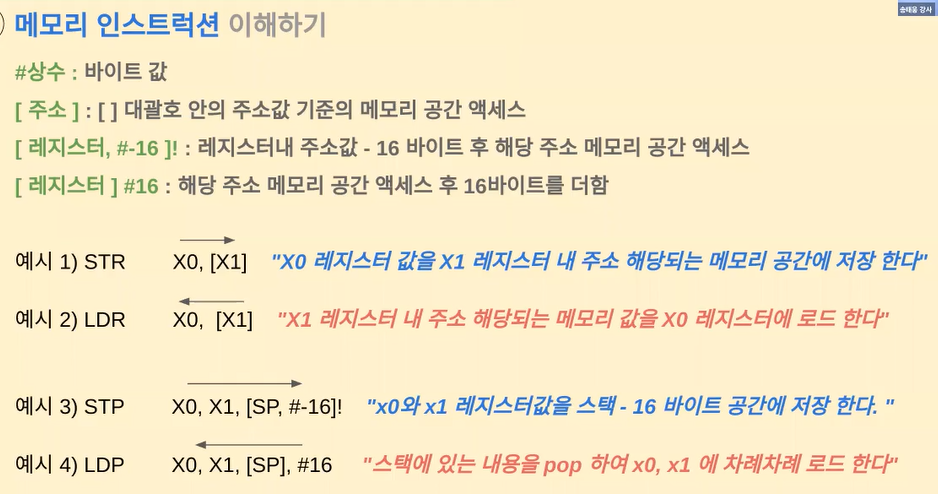 송태웅 강사
메모리 인스트럭션 이해하기
#상수 : 바이트 값
[ 주소 ] : [ ] 대괄호 안의 주소값 기준의 메모리 공간 액세스
[ 레지스터, #-16 ]! : 레지스터내 주소값 - 16 바이트 후 해당 주소 메모리 공간 액세스
[ 레지스터 ] #16 : 해당 주소 메모리 공간 액세스 후 16바이트를 더함
예시 1) STR X0, [X1] "X0 레지스터 값을 X1 레지스터 내 주소 해당되는 메모리 공간에 저장 한다"
예시 2) LDR X0, [X1] "X1 레지스터 내 주소 해당되는 메모리 값을 X0 레지스터에 로드 한다"
예시 3) STP X0, X1, [SP, #-16]! "x0와 x1 레지스터값을 스택 - 16 바이트 공간에 저장 한다. "
예시 4) LDP X0, X1, [SP], #16 "스택에 있는 내용을 pop 하여 x0, x1 에 차례차례 로드 한다"